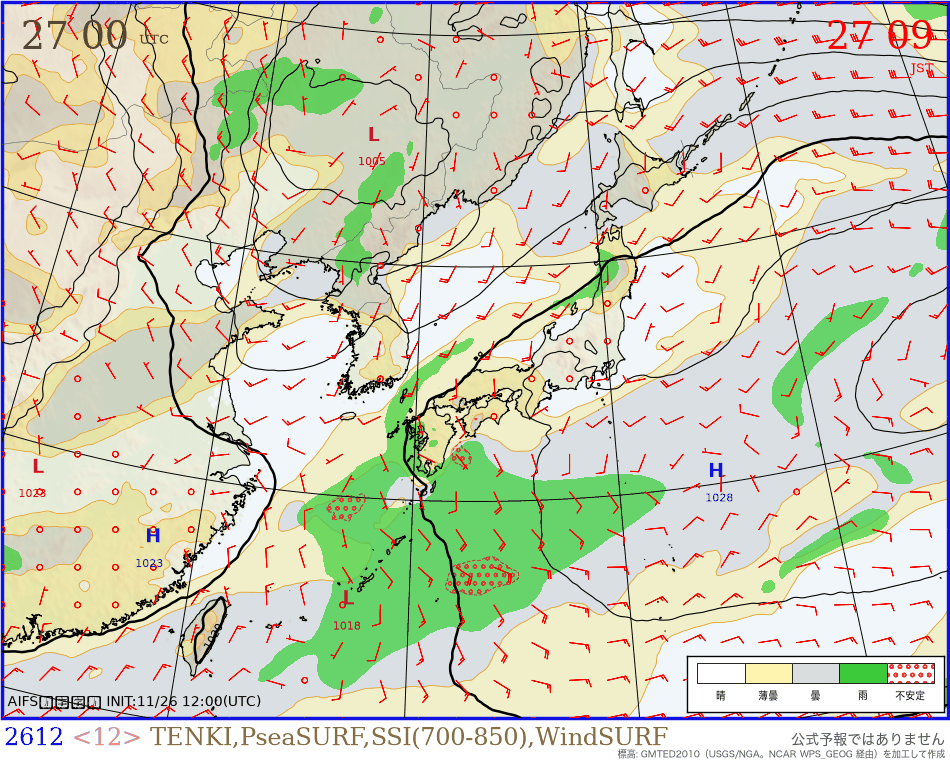 27 00 UTC
27 09
JST
L
1005
L
1023
H
1023
H
1028
L
1018
1020
AIFS INIT:11/26 12:00(UTC)
晴 薄曇 曇 雨 不安定
2612 <12> TENKI,PseaSURF,SSI(700-850),WindSURF
公式予報ではありません
標高: GMTED2010（USGS/NGA。NCAR WPS_GEOG 経由）を加工して作成